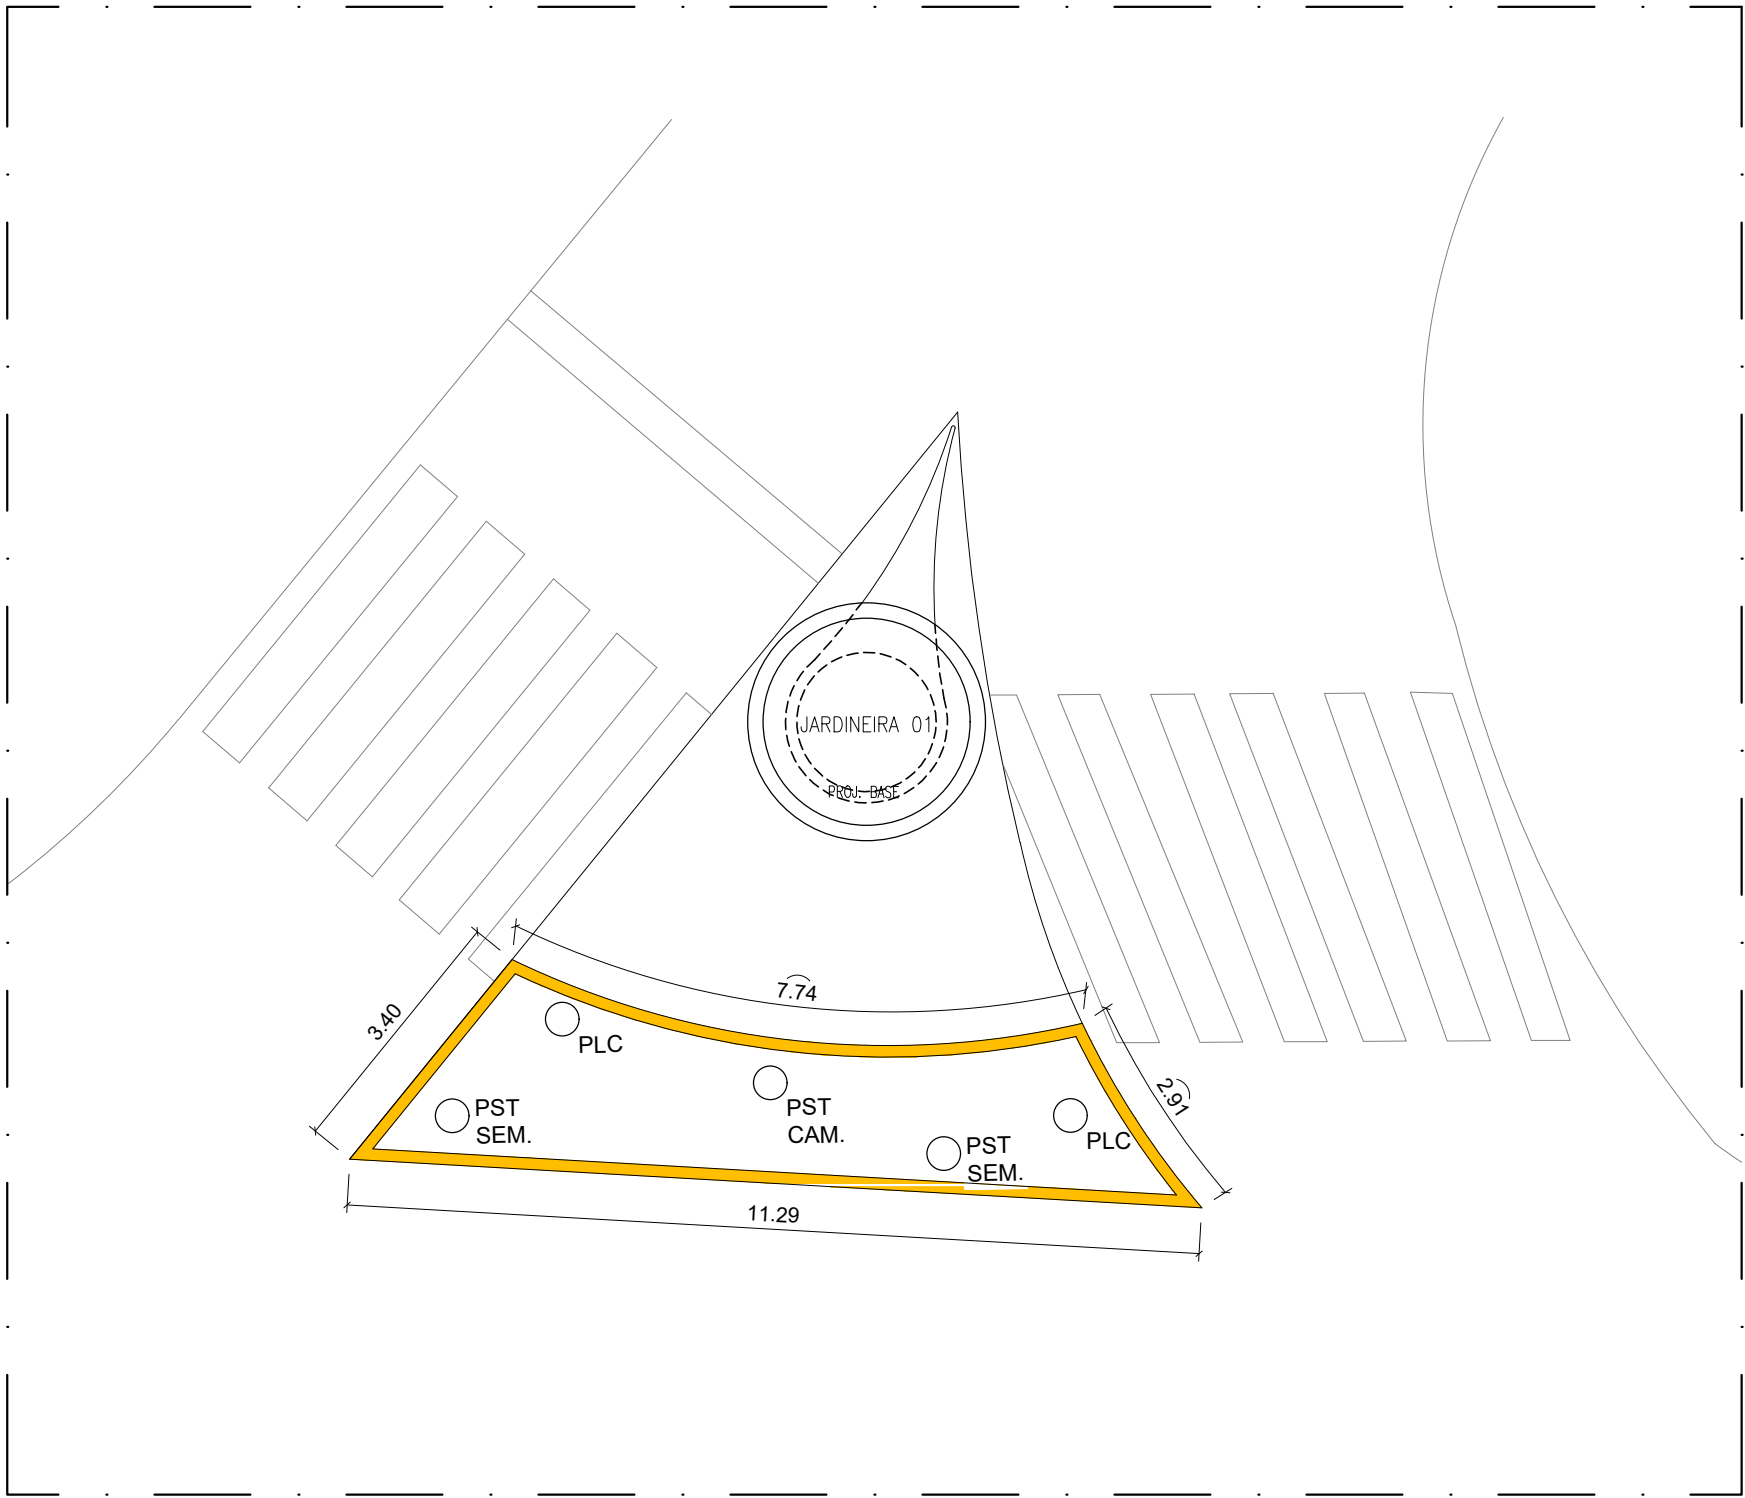 JARDINEIRA 01
PROJ. BASE
7.74
3.40
2.91
PLC
PST
SEM.
PST
CAM.
PST
SEM.
PLC
11.29